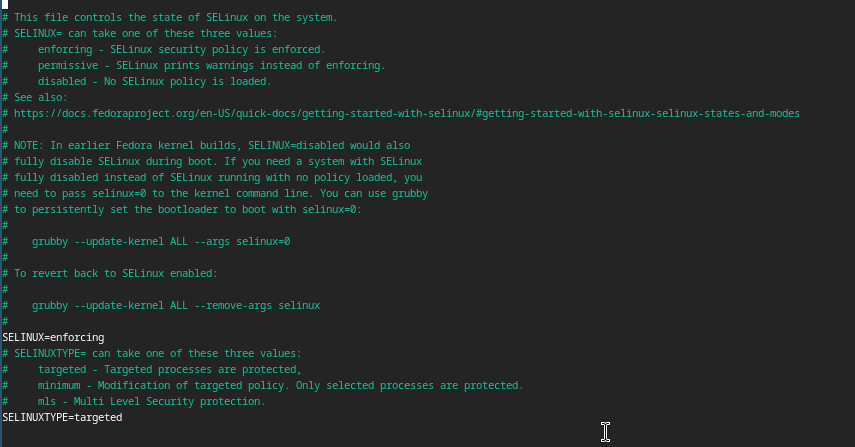 # This file controls the state of SELinux on the system.
# SELINUX= can take one of these three values:
#     enforcing - SELinux security policy is enforced.
#     permissive - SELinux prints warnings instead of enforcing.
#     disabled - No SELinux policy is loaded.
# See also:
# https://docs.fedoraproject.org/en-US/quick-docs/getting-started-with-selinux/#getting-started-with-selinux-selinux-states-and-modes
#
# NOTE: In earlier Fedora kernel builds, SELINUX=disabled would also
# fully disable SELinux during boot. If you need a system with SELinux
# fully disabled instead of SELinux running with no policy loaded, you
# need to pass selinux=0 to the kernel command line. You can use grubby
# to persistently set the bootloader to boot with selinux=0:
#
#    grubby --update-kernel ALL --args selinux=0
#
# To revert back to SELinux enabled:
#
#    grubby --update-kernel ALL --remove-args selinux
#
SELINUX=enforcing
# SELINUXTYPE= can take one of these three values:
#     targeted - Targeted processes are protected,
#     minimum - Modification of targeted policy. Only selected processes are protected.
#     mls - Multi Level Security protection.
SELINUXTYPE=targeted